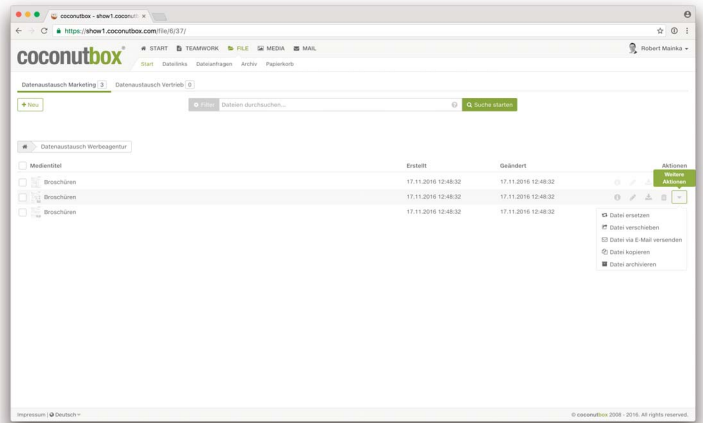 coconutbox - show1.coconutb
https://show1.coconutbox.com/file/6/37/
coconutbox
START TEAMWORK FILE MEDIA MAIL
Robert Mainka
Start Dateilinks Dateianfragen Archiv Papierkorb
Datenaustausch Marketing 3 Datenaustausch Vertrieb 0
+ Neu
Filter Dateien durchsuchen... Suche starten
Datenaustausch Werbeagentur
Medientitel Erstellt Geändert Aktionen
Weitere Aktionen
Broschüren 17.11.2016 12:48:32 17.11.2016 12:48:32
Broschüren 17.11.2016 12:48:32 17.11.2016 12:48:32
Broschüren 17.11.2016 12:48:32 17.11.2016 12:48:32
Datei ersetzen
Datei verschieben
Datei via E-Mail versenden
Datei kopieren
Datei archivieren
Impressum | Deutsch
© coconutbox 2008 - 2016. All rights reserved.